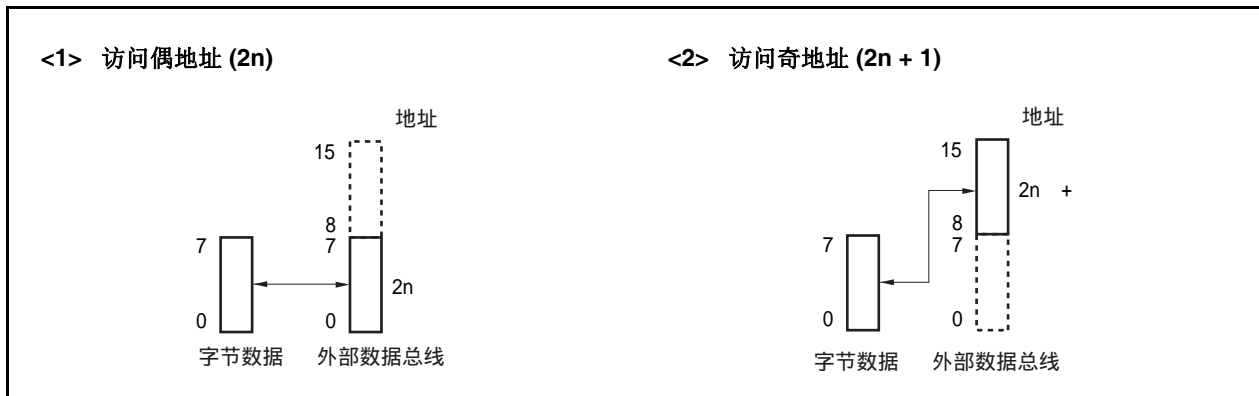 <1> 访问偶地址 (2n)
地址
15
8
7
7
2n
0
0
字节数据
外部数据总线
<2> 访问奇地址 (2n + 1)
地址
15
2n +
8
7
7
0
0
字节数据
外部数据总线